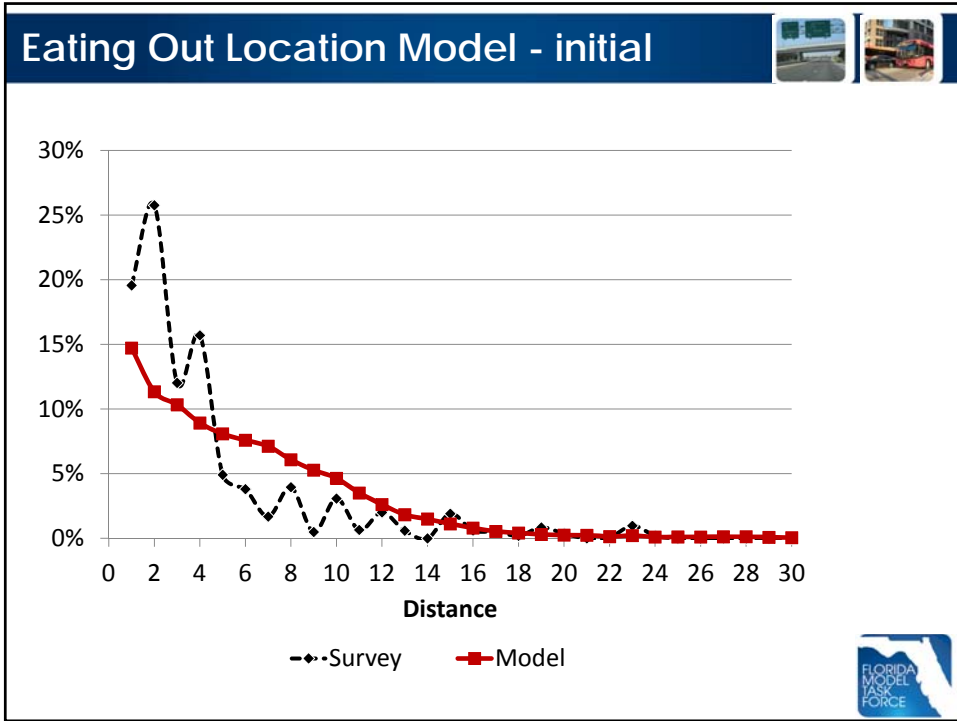 Eating Out Location Model - initial
30%
25%
20%
15%
10%
5%
0%
0 2 4 6 8 10 12 14 16 18 20 22 24 26 28 30
Distance
Survey Model
FLORIDA
MODEL
TASK
FORCE